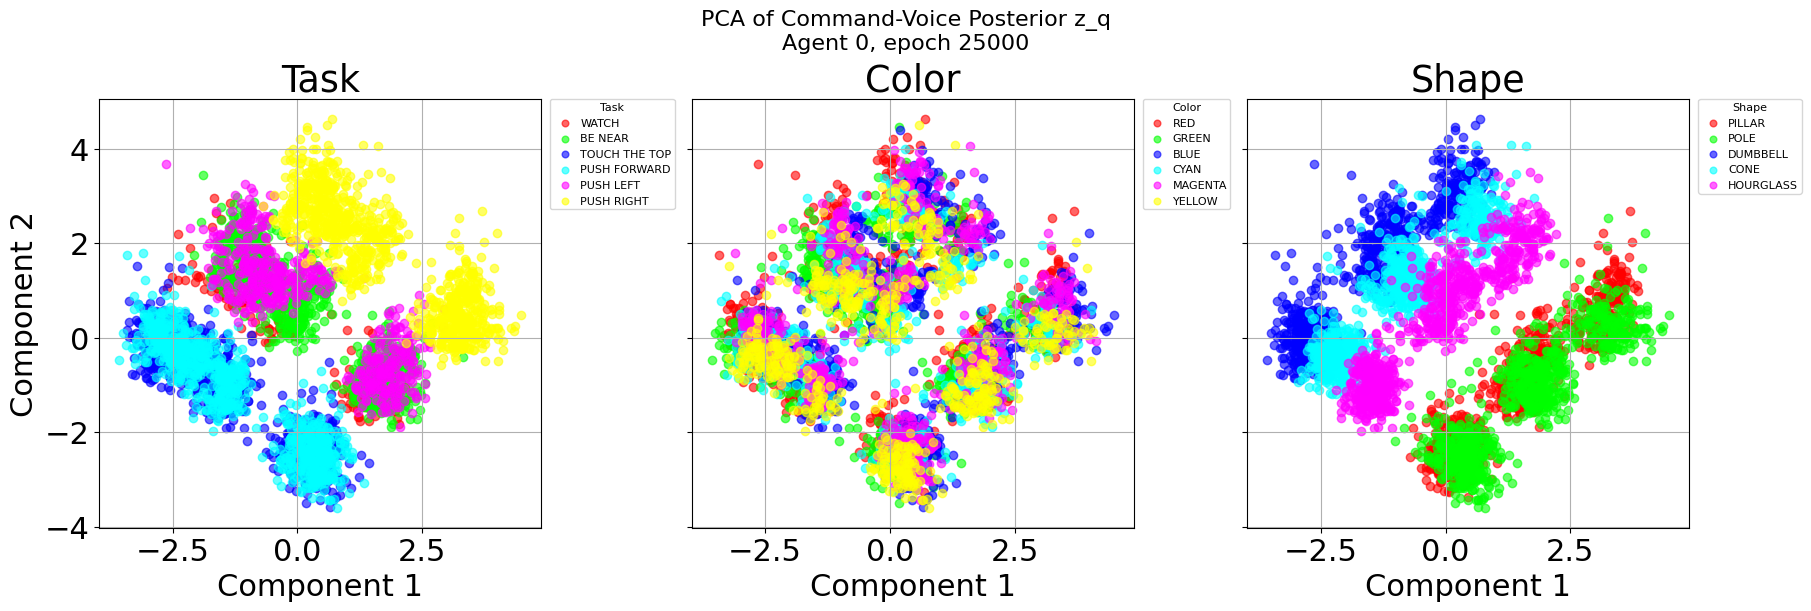 PCA of Command-Voice Posterior z_q
Agent 0, epoch 25000
Task
Color
Shape
Component 2
4
2
0
−2
−4
−2.5 0.0 2.5
Component 1
Task
WATCH
BE NEAR
TOUCH THE TOP
PUSH FORWARD
PUSH LEFT
PUSH RIGHT
−2.5 0.0 2.5
Component 1
Color
RED
GREEN
BLUE
CYAN
MAGENTA
YELLOW
−2.5 0.0 2.5
Component 1
Shape
PILLAR
POLE
DUMBBELL
CONE
HOURGLASS